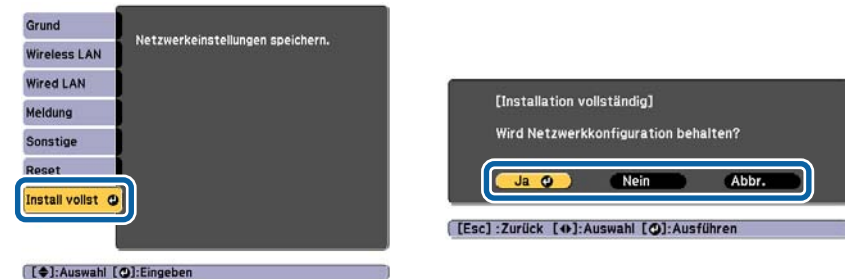 Grund
Wireless LAN
Wired LAN
Meldung
Sonstige
Reset
Install vollst
Netzwerkeinstellungen speichern.
[◆]:Auswahl [⏎]:Eingeben
[Installation vollständig]
Wird Netzwerkkonfiguration behalten?
Ja Nein Abbr.
[Esc] :Zurück [◀▶]:Auswahl [⏎]:Ausführen